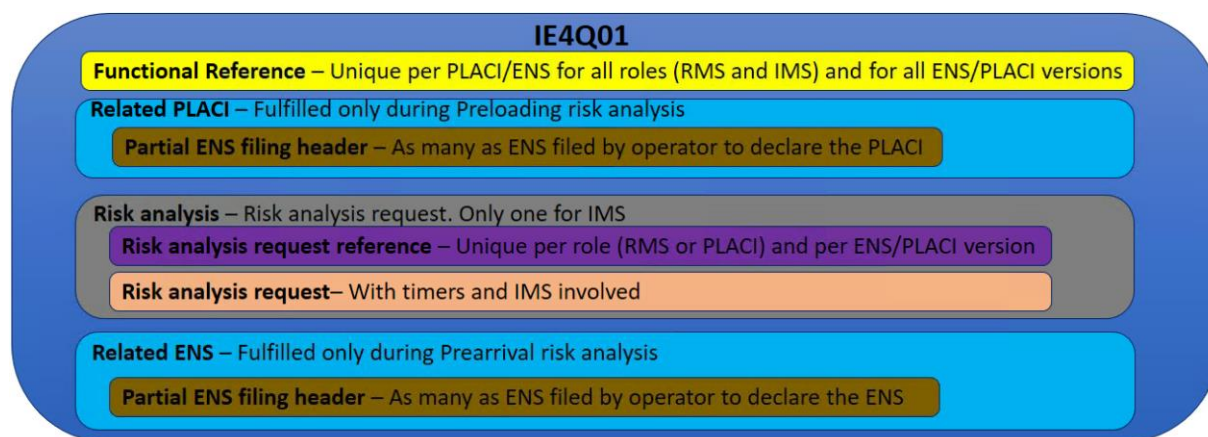 IE4Q01
Functional Reference – Unique per PLACI/ENS for all roles (RMS and IMS) and for all ENS/PLACI versions
Related PLACI – Fulfilled only during Preloading risk analysis
Partial ENS filing header – As many as ENS filed by operator to declare the PLACI
Risk analysis – Risk analysis request. Only one for IMS
Risk analysis request reference – Unique per role (RMS or PLACI) and per ENS/PLACI version
Risk analysis request– With timers and IMS involved
Related ENS – Fulfilled only during Prearrival risk analysis
Partial ENS filing header – As many as ENS filed by operator to declare the ENS